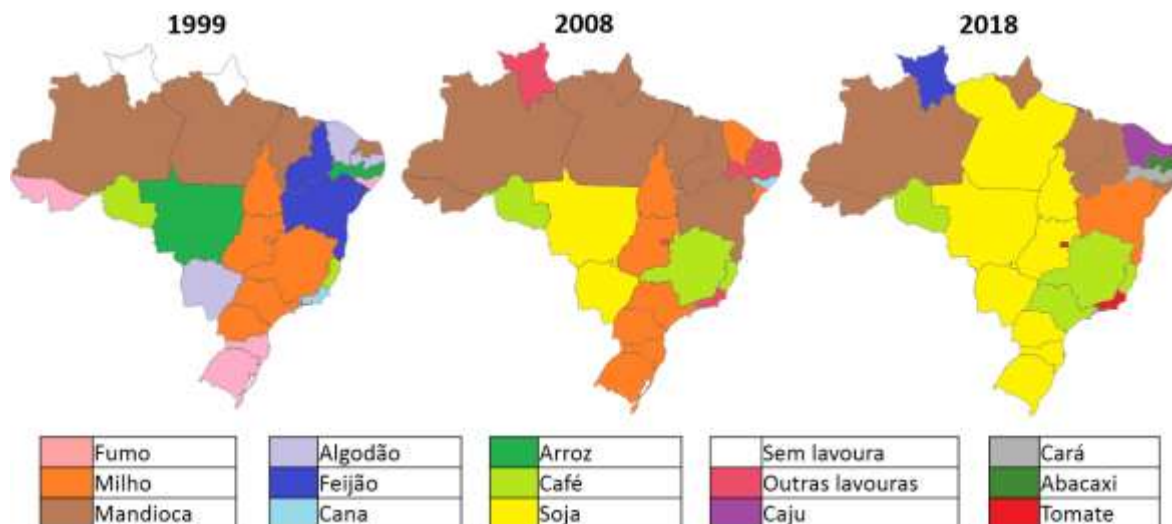 1999 2008 2018
Fumo Algodão Arroz Sem lavoura Cará
Milho Feijão Café Outras lavouras Abacaxi
Mandioca Cana Soja Caju Tomate